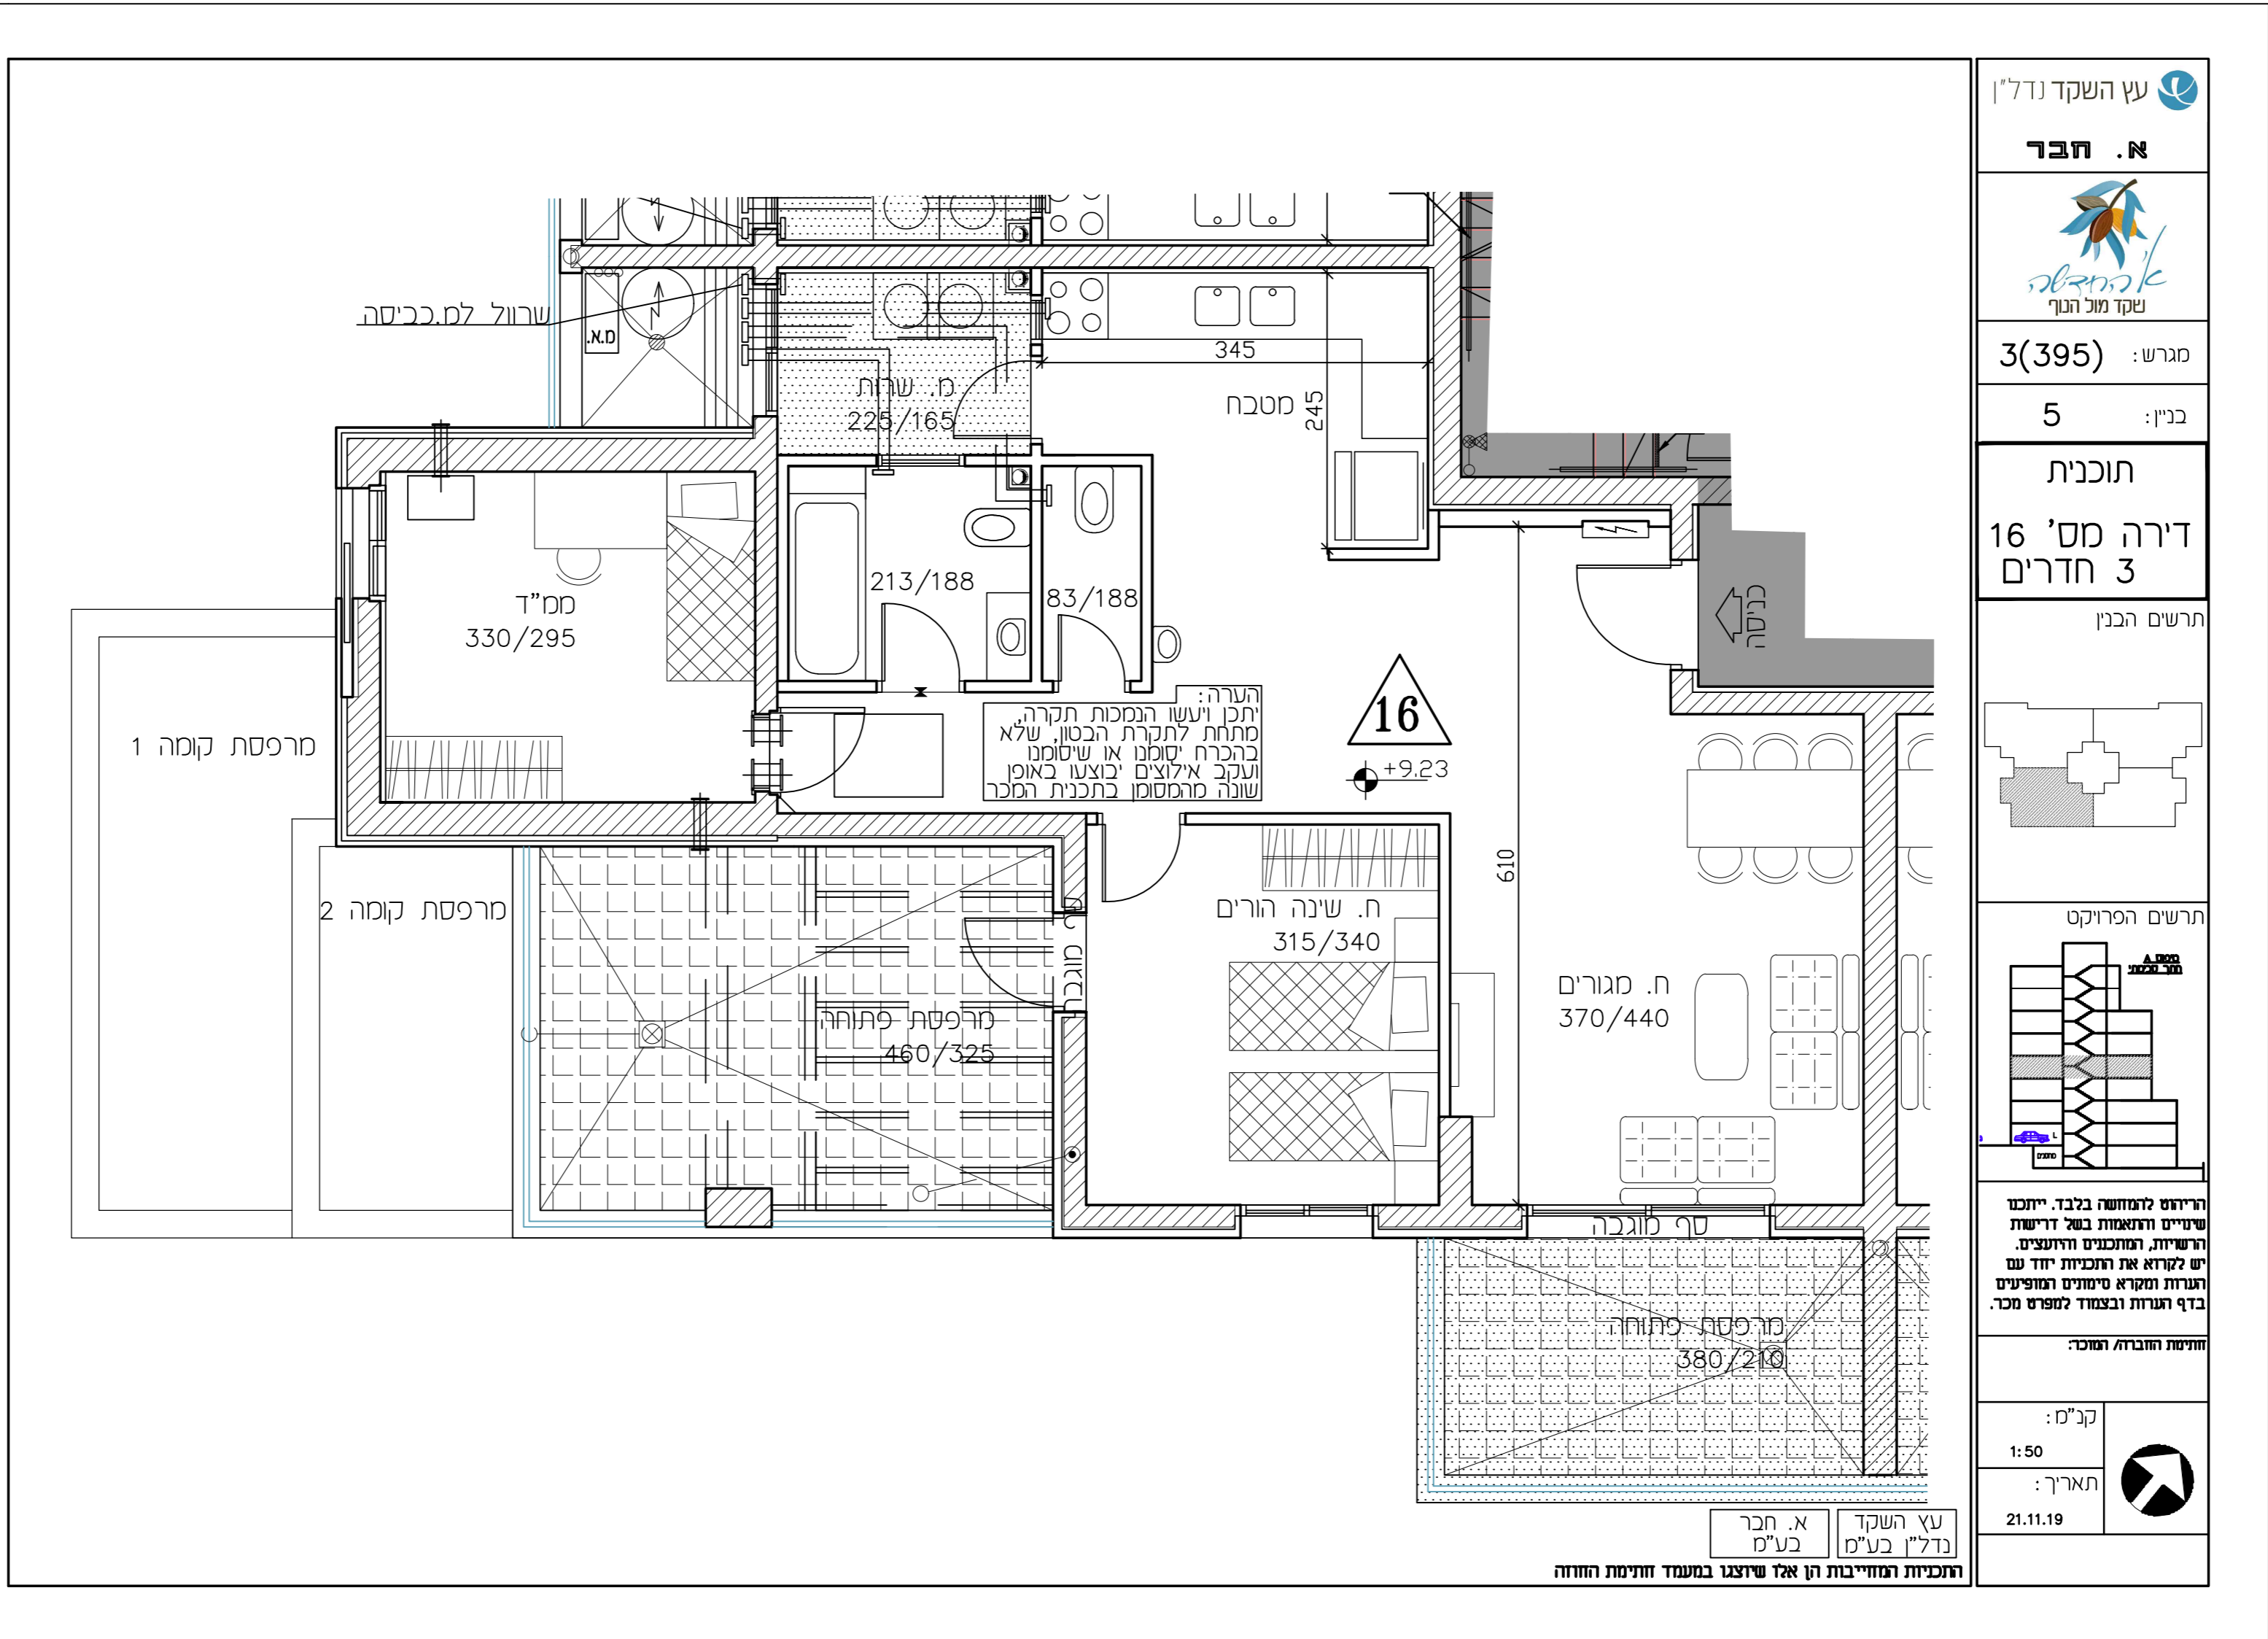 עץ השקד נדל"ן
א. חבר
א' החדשה
שקד מול הנוף
מגרש: 3(395)
בניין: 5
תוכנית
דירה מס' 16
3 חדרים
תרשים הבנין
תרשים הפרויקט
טיפוס A
חתך סכימטי
הריהוט להמחשה בלבד. ייתכנו
שינויים והתאמות בשל דרישות
הרשויות, המתכננים והיועצים.
יש לקרוא את התכניות יחד עם
הערות ומקרא סימונים המופיעים
בדף הערות ובצמוד למפרט מכר.
חתימת החברה/ המוכר:
קנ"מ:
1:50
תאריך:
21.11.19
שרוול למ.כביסה
מ.א.
מ. שרות
225/165
345
מטבח
245
213/188
83/188
ממ"ד
330/295
כניסה
הערה:
יתכן ויעשו הנמכות תקרה,
מתחת לתקרת הבטון, שלא
בהכרח יסומנו או שיסומנו
ועקב אילוצים יבוצעו באופן
שונה מהמסומן בתכנית המכר
16
+9.23
מרפסת קומה 1
מרפסת קומה 2
610
ח. שינה הורים
315/340
סף מוגבה
ח. מגורים
370/440
מרפסת פתוחה
460/325
סף מוגבה
מרפסת פתוחה
380/210
עץ השקד
נדל"ן בע"מ
א. חבר
בע"מ
התכניות המחייבות הן אלו שיוצגו במעמד חתימת החוזה